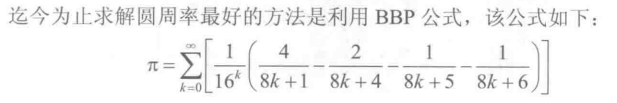 迄今为止求解圆周率最好的方法是利用 BBP 公式，该公式如下：
π = ∑_{k=0}^{∞} [ 1/16^k ( 4/(8k+1) - 2/(8k+4) - 1/(8k+5) - 1/(8k+6) ) ]